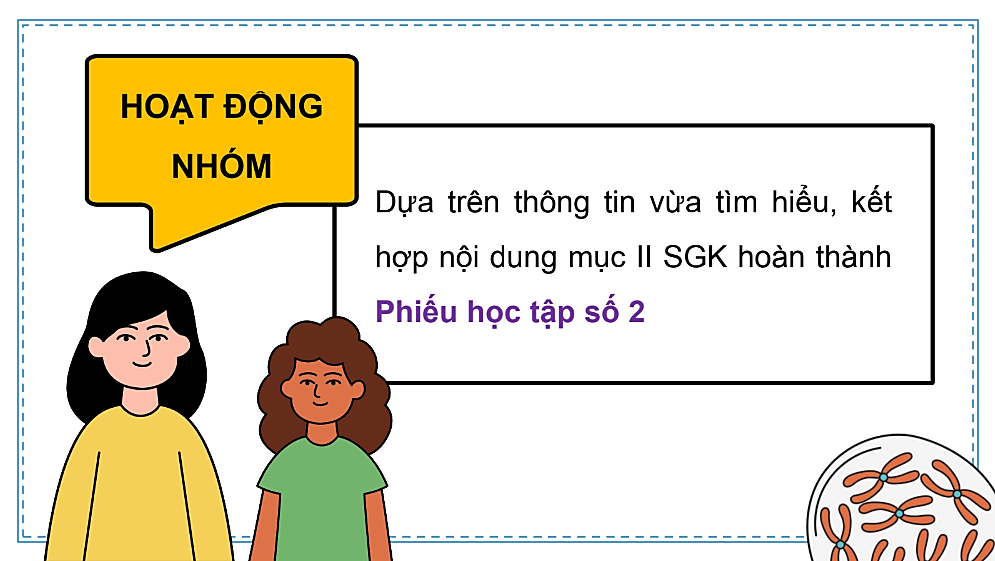 HOẠT ĐỘNG
NHÓM
Dựa trên thông tin vừa tìm hiểu, kết
hợp nội dung mục II SGK hoàn thành
Phiếu học tập số 2